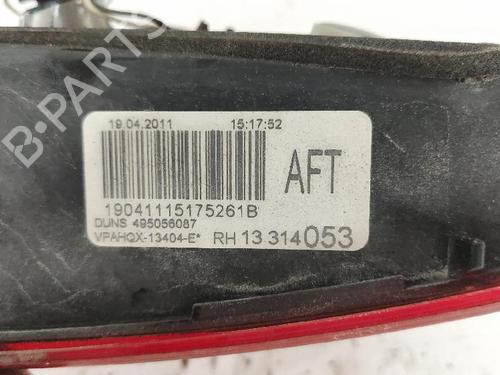 19.04.2011 15:17:52
AFT
19041115175261B
DUNS 495056087
VPAHQX-13404-E* RH 13 314053
B-PARTS